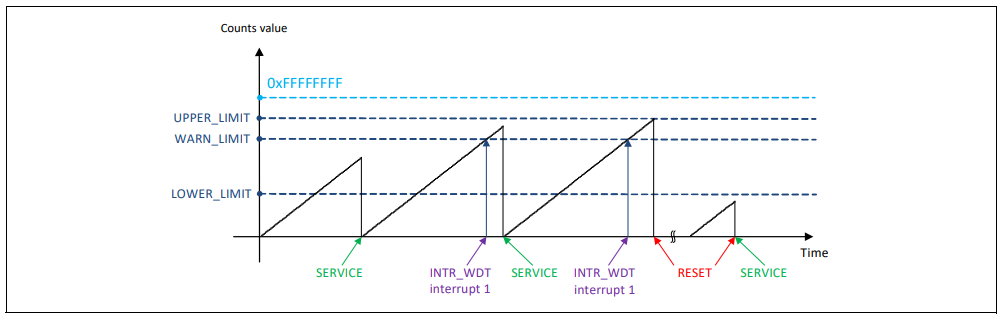 Counts value
0xFFFFFFFF
UPPER_LIMIT
WARN_LIMIT
LOWER_LIMIT
Time
SERVICE
INTR_WDT
interrupt 1
SERVICE
INTR_WDT
interrupt 1
RESET
SERVICE